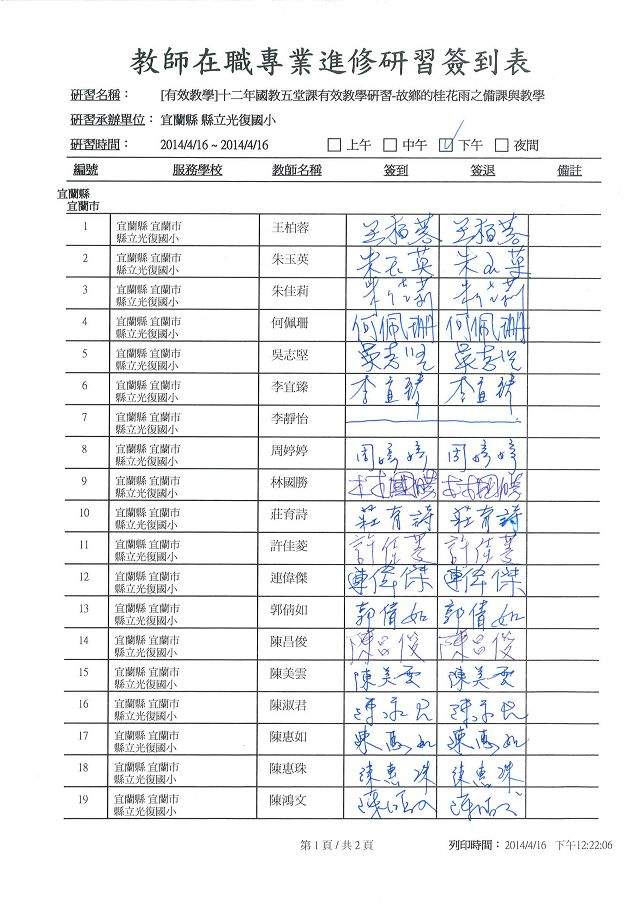 教師在職專業進修研習簽到表
研習名稱： [有效教學]十二年國教五堂課有效教學研習-故鄉的桂花雨之備課與教學
研習承辦單位： 宜蘭縣 縣立光復國小
研習時間： 2014/4/16 ~ 2014/4/16 □ 上午 □ 中午 ☑ 下午 □ 夜間
編號 服務學校 教師名稱 簽到 簽退 備註
宜蘭縣
宜蘭市
1 宜蘭縣 宜蘭市 王柏蓉 王柏蓉 王柏蓉
縣立光復國小
2 宜蘭縣 宜蘭市 朱玉英 朱玉英 朱玉英
縣立光復國小
3 宜蘭縣 宜蘭市 朱佳莉 朱佳莉 朱佳莉
縣立光復國小
4 宜蘭縣 宜蘭市 何佩珊 何佩珊 何佩珊
縣立光復國小
5 宜蘭縣 宜蘭市 吳志堅 吳志堅 吳志堅
縣立光復國小
6 宜蘭縣 宜蘭市 李宜臻 李宜臻 李宜臻
縣立光復國小
7 宜蘭縣 宜蘭市 李靜怡
縣立光復國小
8 宜蘭縣 宜蘭市 周婷婷 周婷婷 周婷婷
縣立光復國小
9 宜蘭縣 宜蘭市 林國勝 林國勝 林國勝
縣立光復國小
10 宜蘭縣 宜蘭市 莊育詩 莊育詩 莊育詩
縣立光復國小
11 宜蘭縣 宜蘭市 許佳菱 許佳菱 許佳菱
縣立光復國小
12 宜蘭縣 宜蘭市 連偉傑 連偉傑 連偉傑
縣立光復國小
13 宜蘭縣 宜蘭市 郭倩如 郭倩如 郭倩如
縣立光復國小
14 宜蘭縣 宜蘭市 陳昌俊 陳昌俊 陳昌俊
縣立光復國小
15 宜蘭縣 宜蘭市 陳美雲 陳美雲 陳美雲
縣立光復國小
16 宜蘭縣 宜蘭市 陳淑君 陳淑君 陳淑君
縣立光復國小
17 宜蘭縣 宜蘭市 陳惠如 陳惠如 陳惠如
縣立光復國小
18 宜蘭縣 宜蘭市 陳惠珠 陳惠珠 陳惠珠
縣立光復國小
19 宜蘭縣 宜蘭市 陳鴻文 陳鴻文 陳鴻文
縣立光復國小
第 1 頁 / 共 2 頁 列印時間： 2014/4/16 下午12:22:06